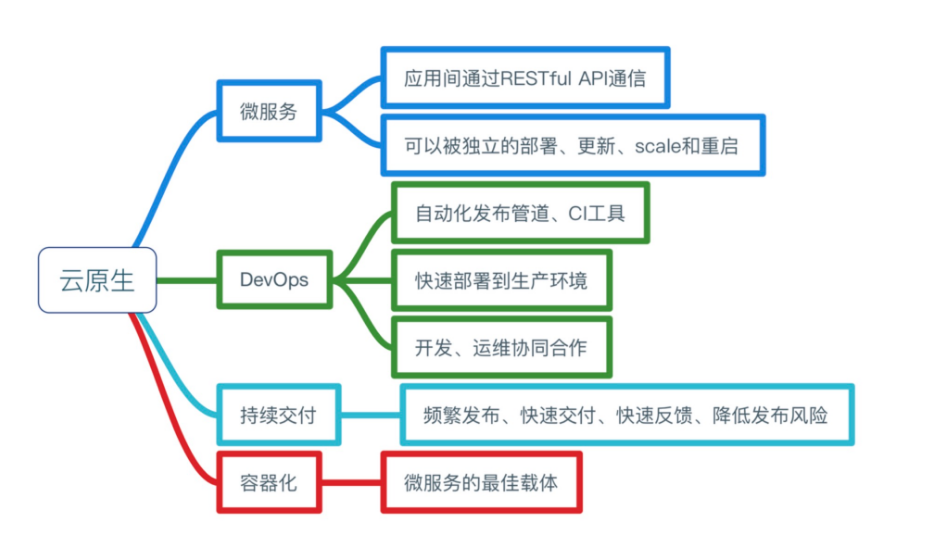 云原生
微服务
应用间通过RESTful API通信
可以被独立的部署、更新、scale和重启
DevOps
自动化发布管道、CI工具
快速部署到生产环境
开发、运维协同合作
持续交付
频繁发布、快速交付、快速反馈、降低发布风险
容器化
微服务的最佳载体